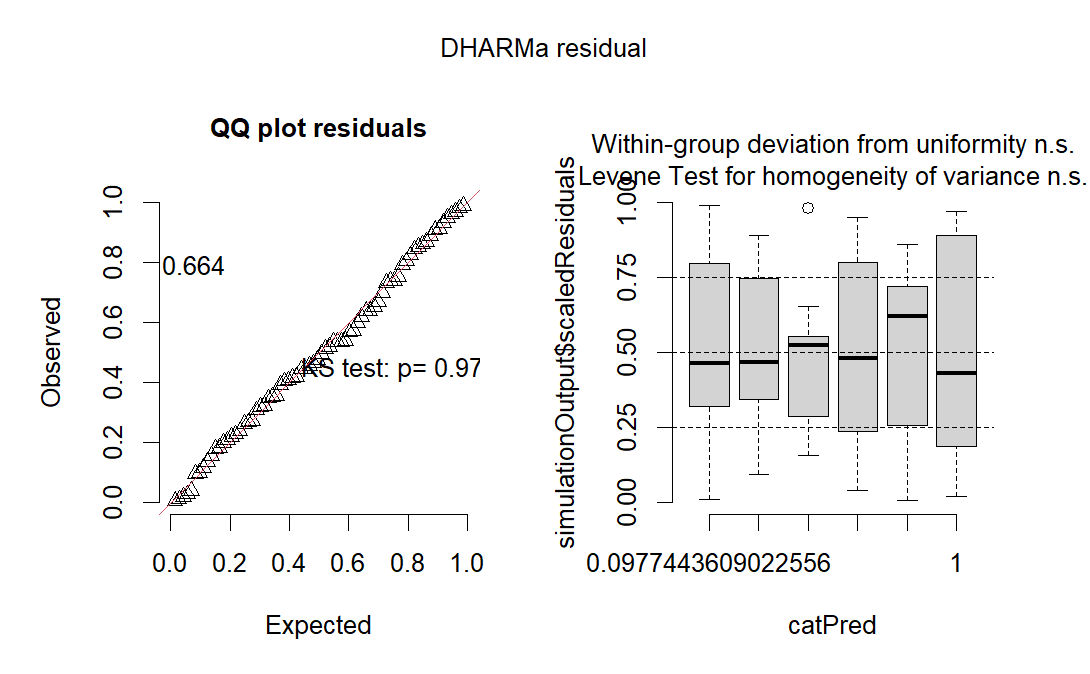 DHARMa residual
QQ plot residuals
Observed
0.0 0.2 0.4 0.6 0.8 1.0
0.664
KS test: p= 0.97
0.0 0.2 0.4 0.6 0.8 1.0
Expected
Within-group deviation from uniformity n.s.
Levene Test for homogeneity of variance n.s.
simulationOutput$scaledResiduals
0.00 0.25 0.50 0.75 1.00
0.0977443609022556 1
catPred